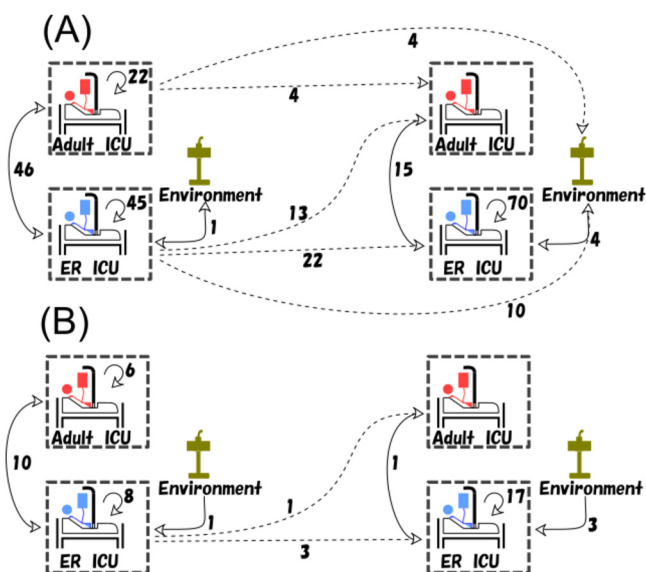 (A)
4
22
4
Adult ICU
Adult ICU
46
15
Environment
Environment
45
13
70
1
22
4
ER ICU
ER ICU
10
(B)
6
Adult ICU
Adult ICU
10
1
Environment
Environment
8
1
17
1
3
3
ER ICU
ER ICU